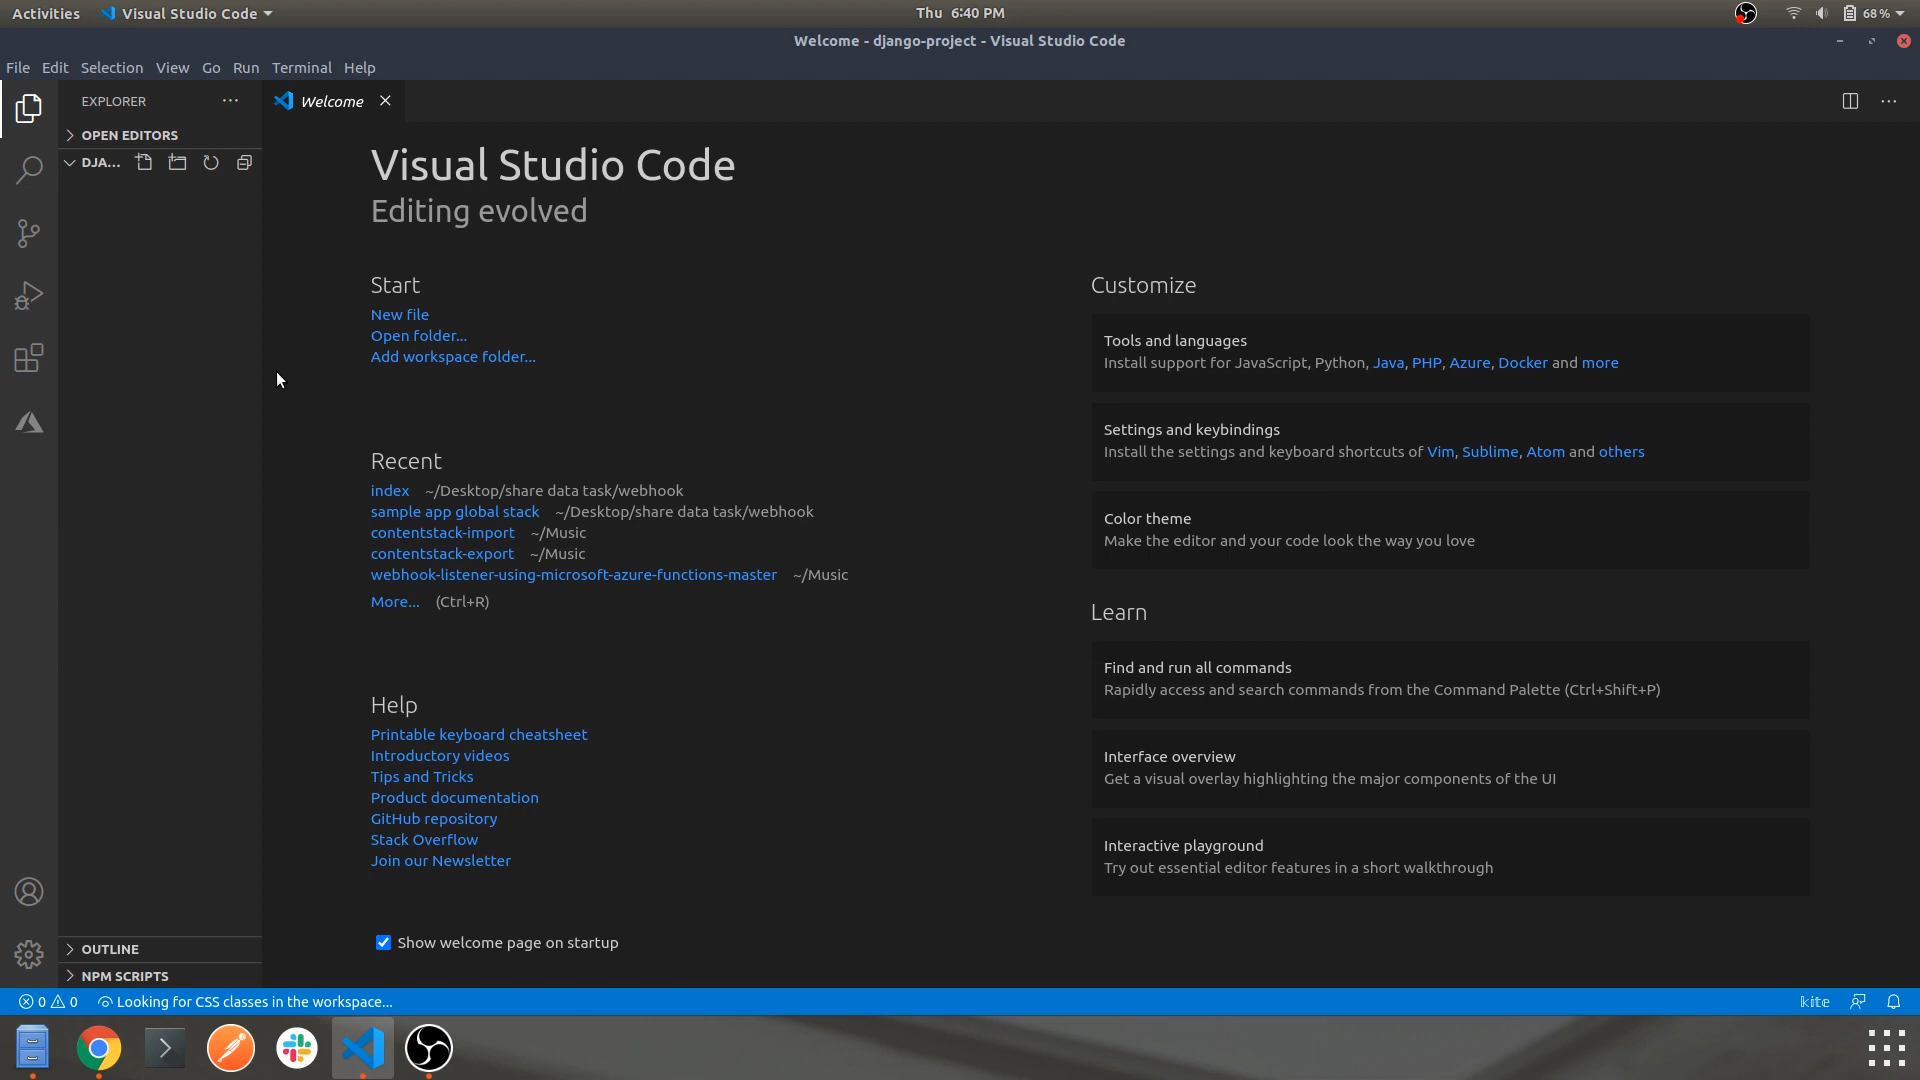 Activities Visual Studio Code Thu 6:40 PM 68 %
Welcome - django-project - Visual Studio Code
File Edit Selection View Go Run Terminal Help
EXPLORER
Welcome
OPEN EDITORS
DJA...
Visual Studio Code
Editing evolved
Start
New file
Open folder...
Add workspace folder...
Recent
index ~/Desktop/share data task/webhook
sample app global stack ~/Desktop/share data task/webhook
contentstack-import ~/Music
contentstack-export ~/Music
webhook-listener-using-microsoft-azure-functions-master ~/Music
More... (Ctrl+R)
Help
Printable keyboard cheatsheet
Introductory videos
Tips and Tricks
Product documentation
GitHub repository
Stack Overflow
Join our Newsletter
Show welcome page on startup
Customize
Tools and languages
Install support for JavaScript, Python, Java, PHP, Azure, Docker and more
Settings and keybindings
Install the settings and keyboard shortcuts of Vim, Sublime, Atom and others
Color theme
Make the editor and your code look the way you love
Learn
Find and run all commands
Rapidly access and search commands from the Command Palette (Ctrl+Shift+P)
Interface overview
Get a visual overlay highlighting the major components of the UI
Interactive playground
Try out essential editor features in a short walkthrough
OUTLINE
NPM SCRIPTS
0 0 Looking for CSS classes in the workspace... kite